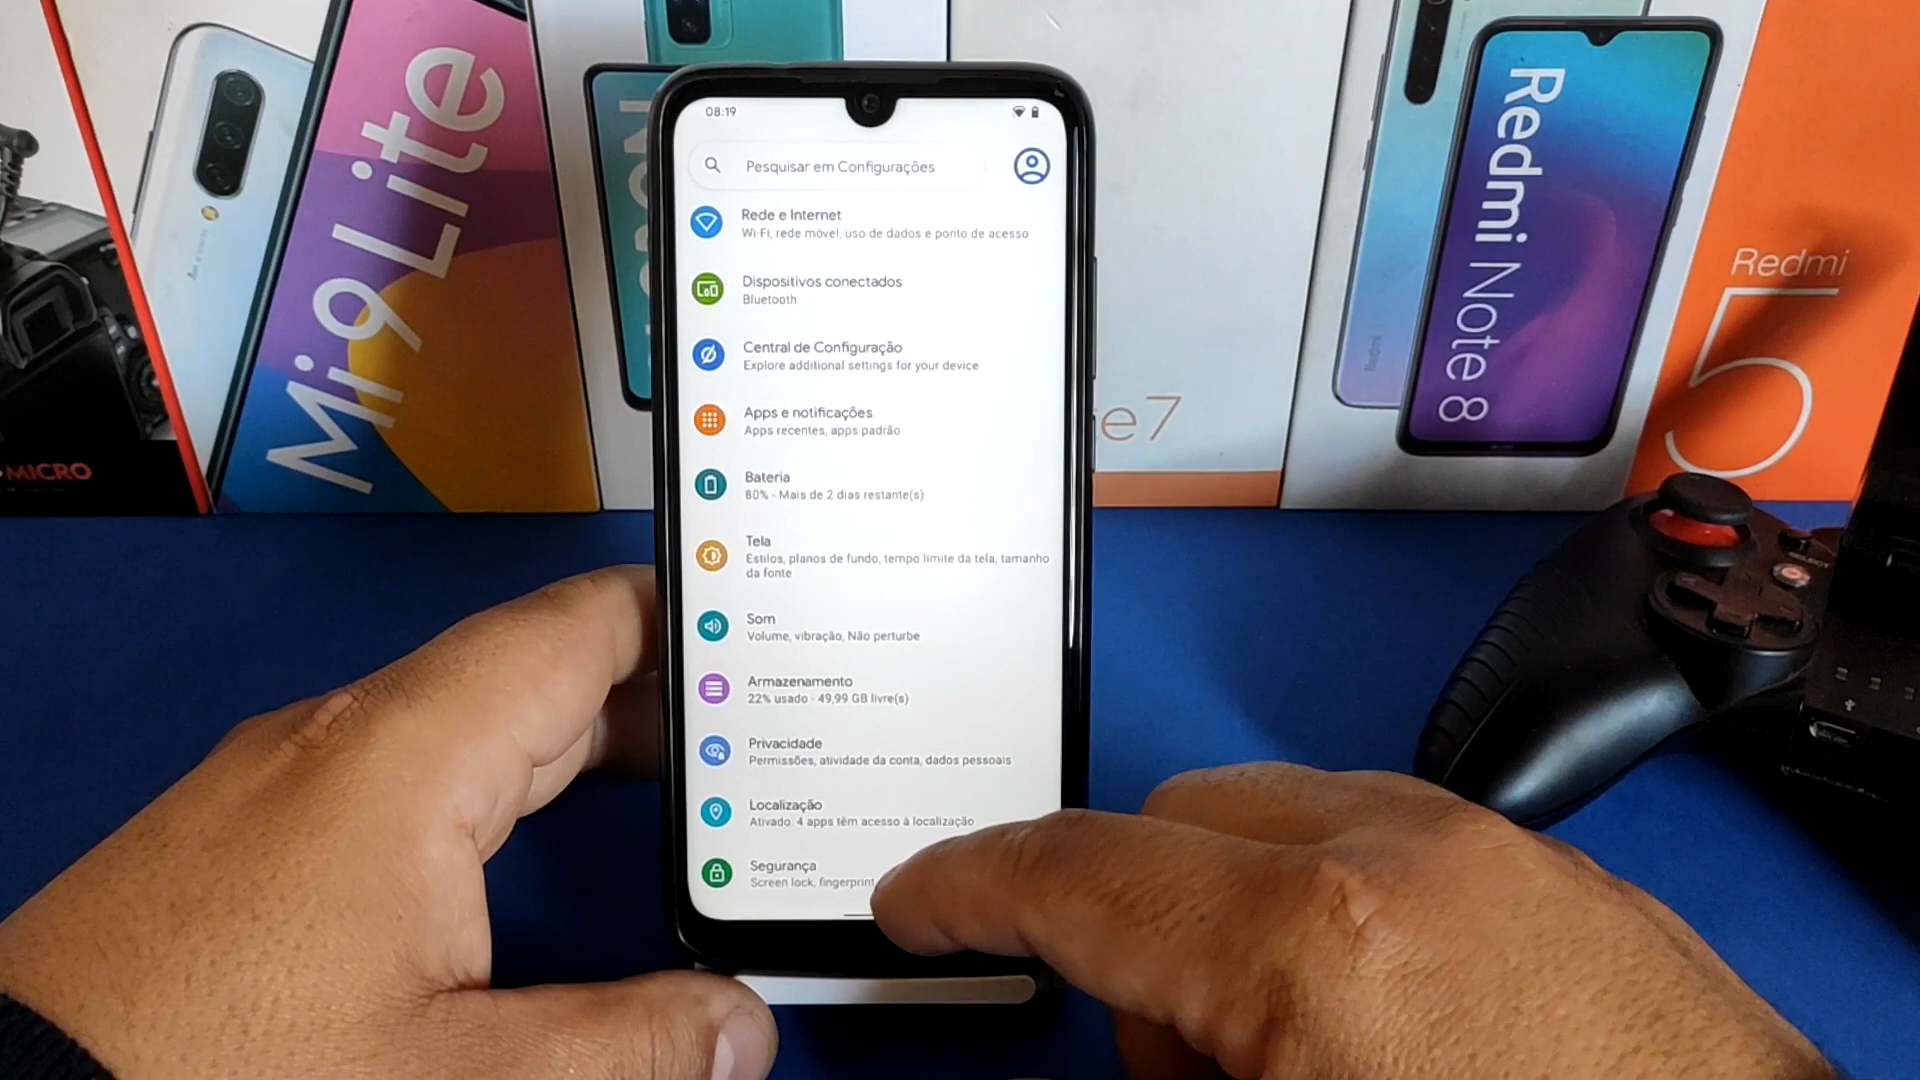 Mi 9 Lite
MICRO
e7
Redmi Note 8
Redmi
5
Redmi
SELECT
08:19
Pesquisar em Configurações
Rede e Internet
Wi-Fi, rede móvel, uso de dados e ponto de acesso
Dispositivos conectados
Bluetooth
Central de Configuração
Explore additional settings for your device
Apps e notificações
Apps recentes, apps padrão
Bateria
80% - Mais de 2 dias restante(s)
Tela
Estilos, planos de fundo, tempo limite da tela, tamanho
da fonte
Som
Volume, vibração, Não perturbe
Armazenamento
22% usado - 49,99 GB livre(s)
Privacidade
Permissões, atividade da conta, dados pessoais
Localização
Ativado. 4 apps têm acesso à localização
Segurança
Screen lock, fingerprint